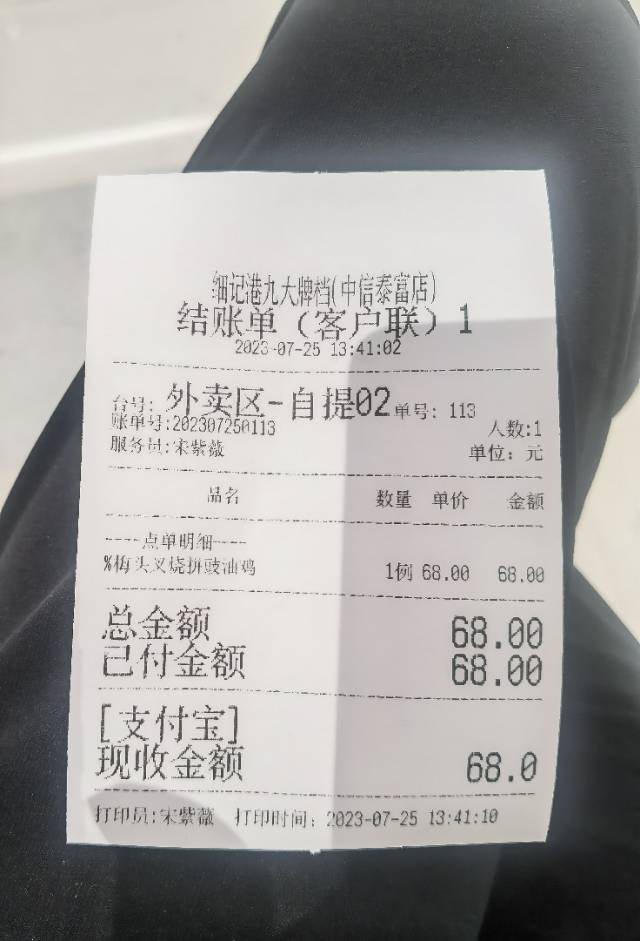 细记港九大牌档(中信泰富店)
结账单（客户联）1
2023-07-25 13:41:02
台号: 外卖区-自提02 单号: 113
账单号:202307250113 人数:1
服务员:宋紫薇 单位: 元
品名 数量 单价 金额
----点单明细----
%梅头叉烧拼豉油鸡 1例 68.00 68.00
总金额 68.00
已付金额 68.00
[支付宝]
现收金额 68.0
打印员:宋紫薇 打印时间: 2023-07-25 13:41:10